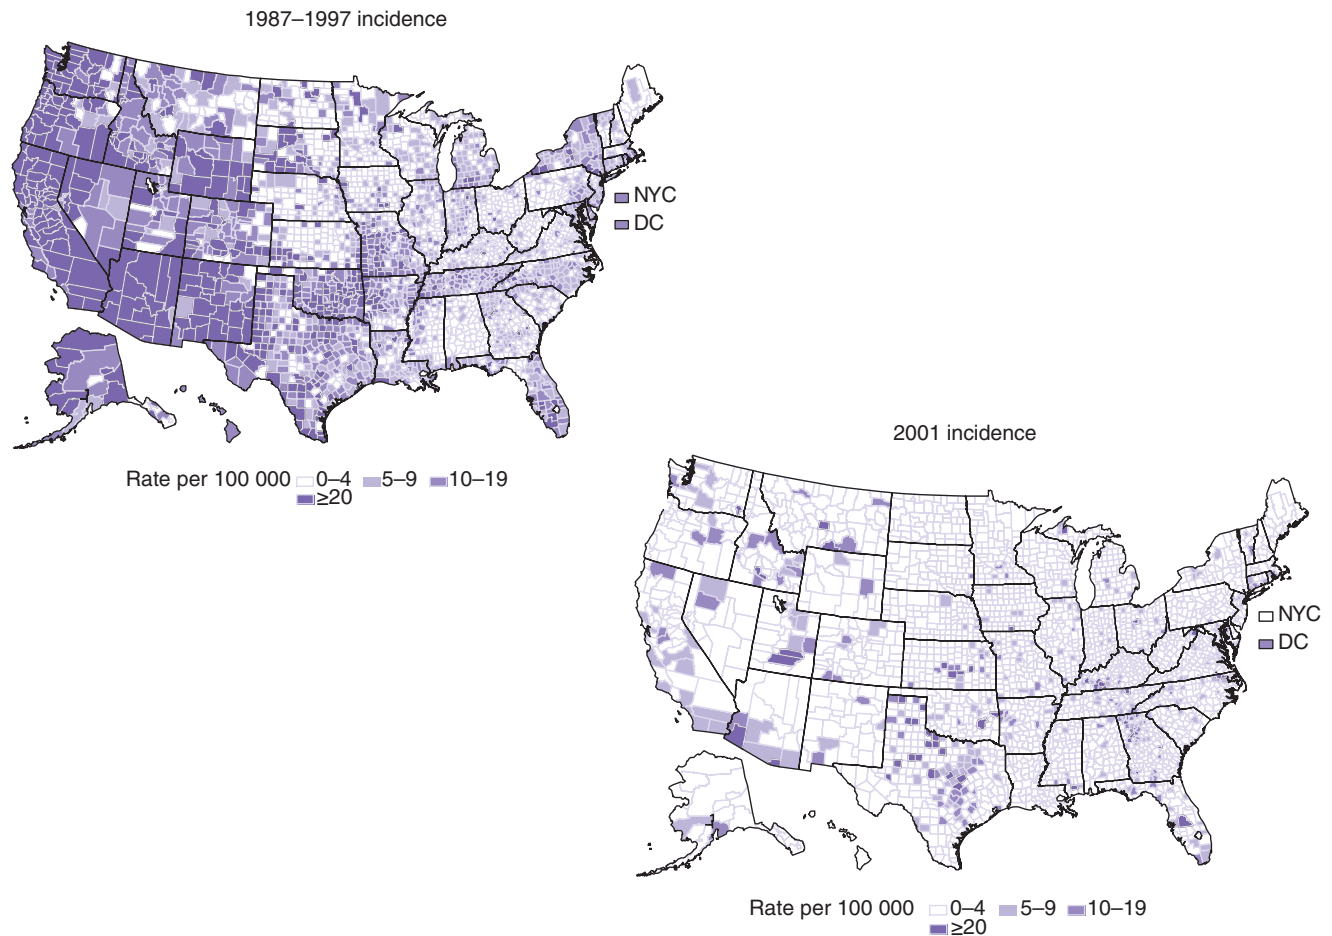 1987–1997 incidence
NYC
DC
Rate per 100 000 0–4 5–9 10–19
≥20
2001 incidence
NYC
DC
Rate per 100 000 0–4 5–9 10–19
≥20